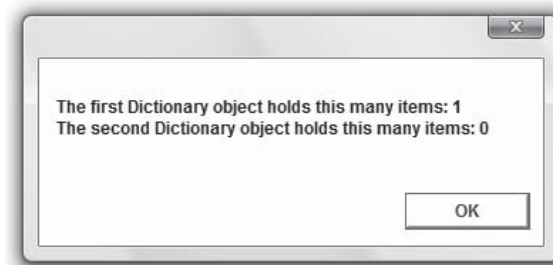 The first Dictionary object holds this many items: 1
The second Dictionary object holds this many items: 0
OK